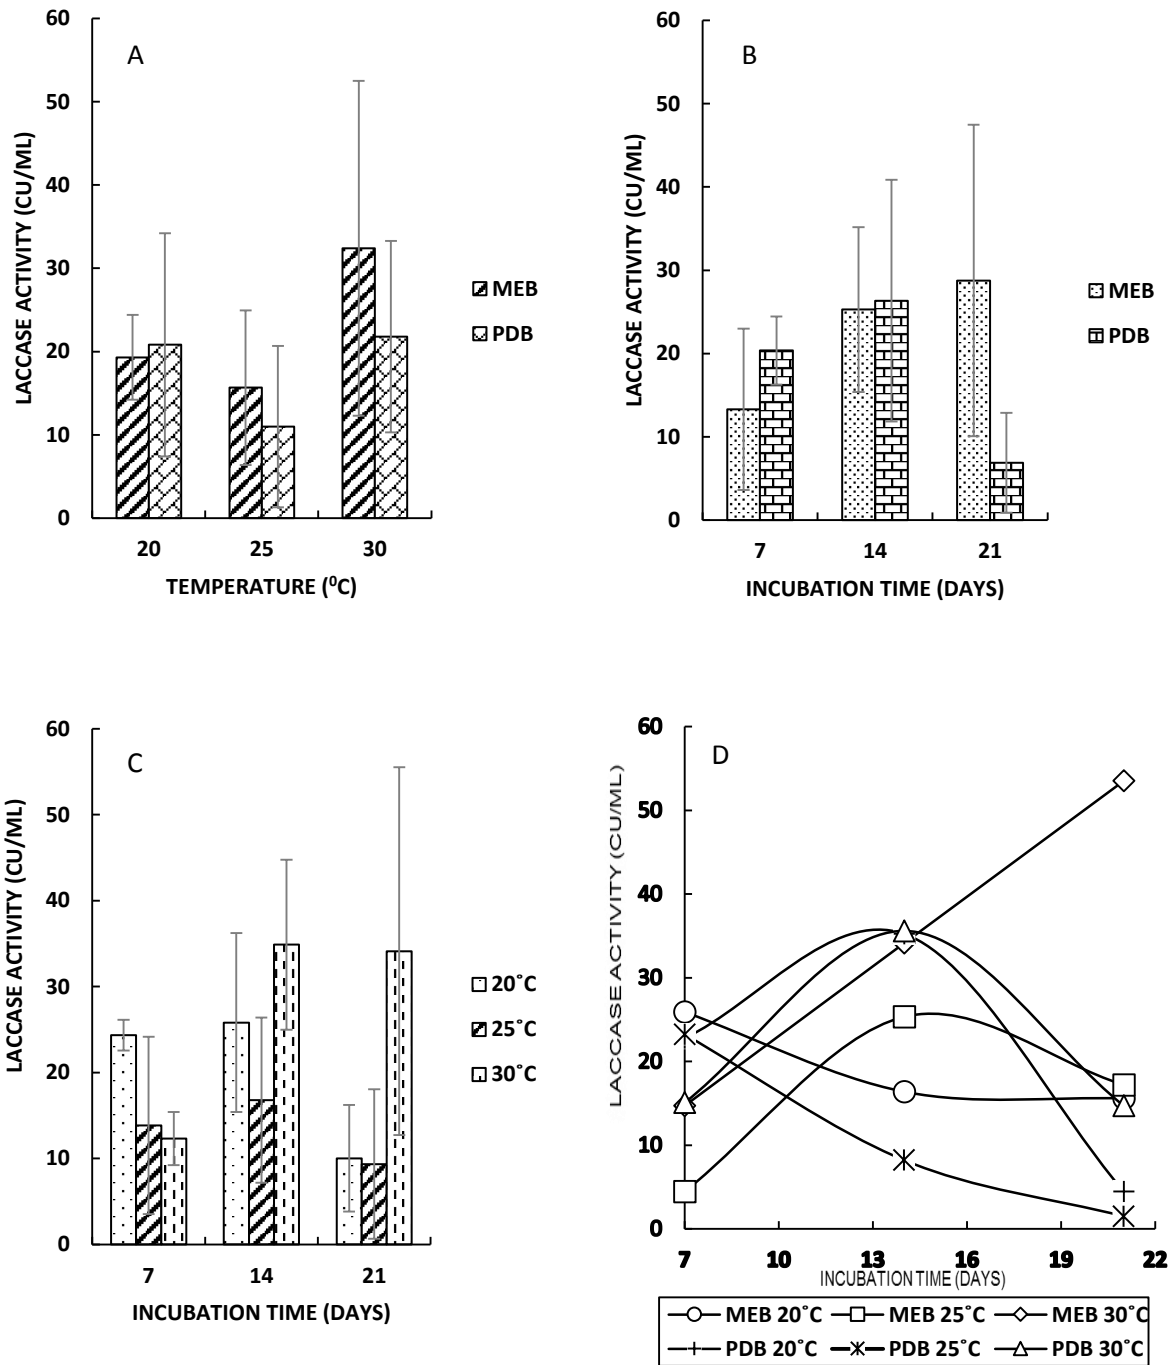 A
60
50
40
30
20
10
0
LACCASE ACTIVITY (CU/ML)
20 25 30
TEMPERATURE (⁰C)
MEB
PDB
B
60
50
40
30
20
10
0
LACCASE ACTIVITY (CU/ML)
7 14 21
INCUBATION TIME (DAYS)
MEB
PDB
C
60
50
40
30
20
10
0
LACCASE ACTIVITY (CU/ML)
7 14 21
INCUBATION TIME (DAYS)
20˚C
25˚C
30˚C
D
60
50
40
30
20
10
0
LACCASE ACTIVITY (CU/ML)
7 10 13 16 19 22
INCUBATION TIME (DAYS)
MEB 20˚C MEB 25˚C MEB 30˚C
PDB 20˚C PDB 25˚C PDB 30˚C